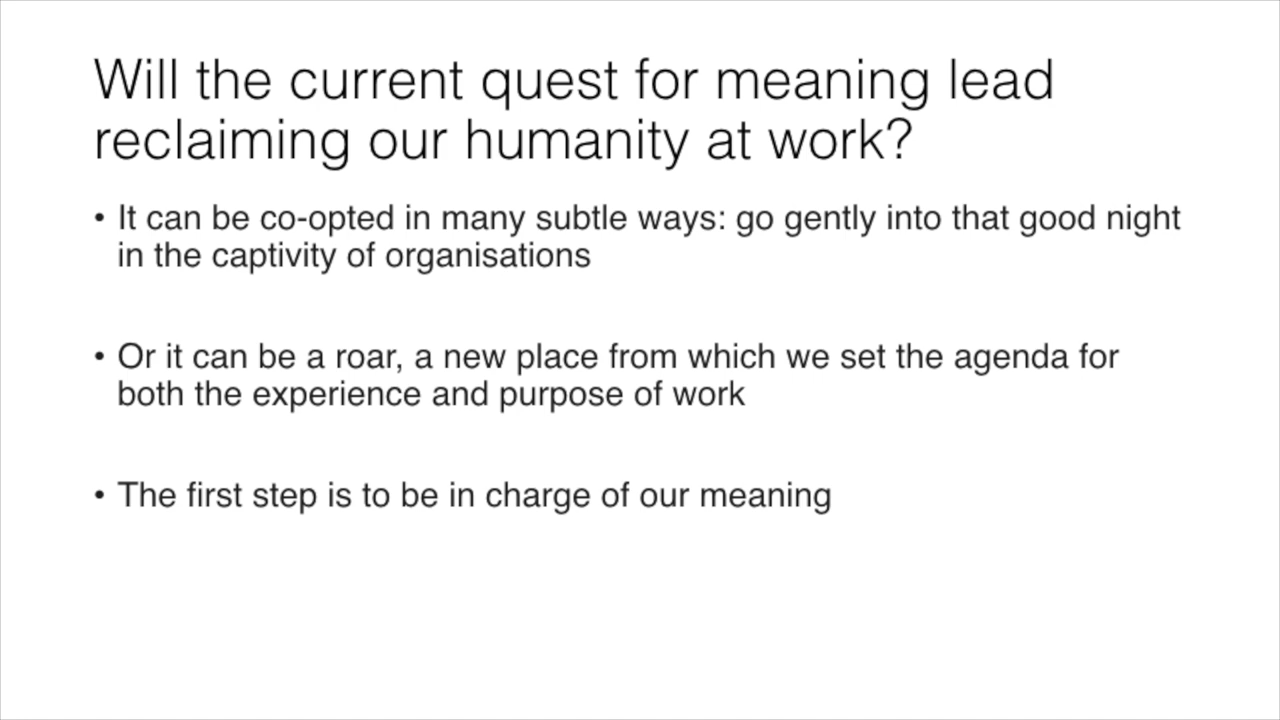 Will the current quest for meaning lead
reclaiming our humanity at work?
• It can be co-opted in many subtle ways: go gently into that good night
in the captivity of organisations
• Or it can be a roar, a new place from which we set the agenda for
both the experience and purpose of work
• The first step is to be in charge of our meaning